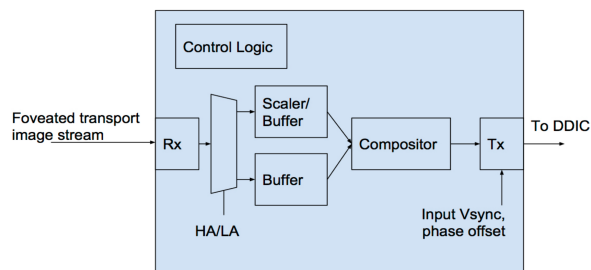 Control Logic
Foveated transport
image stream
Rx
Scaler/
Buffer
Buffer
Compositor
Tx
To DDIC
HA/LA
Input Vsync,
phase offset